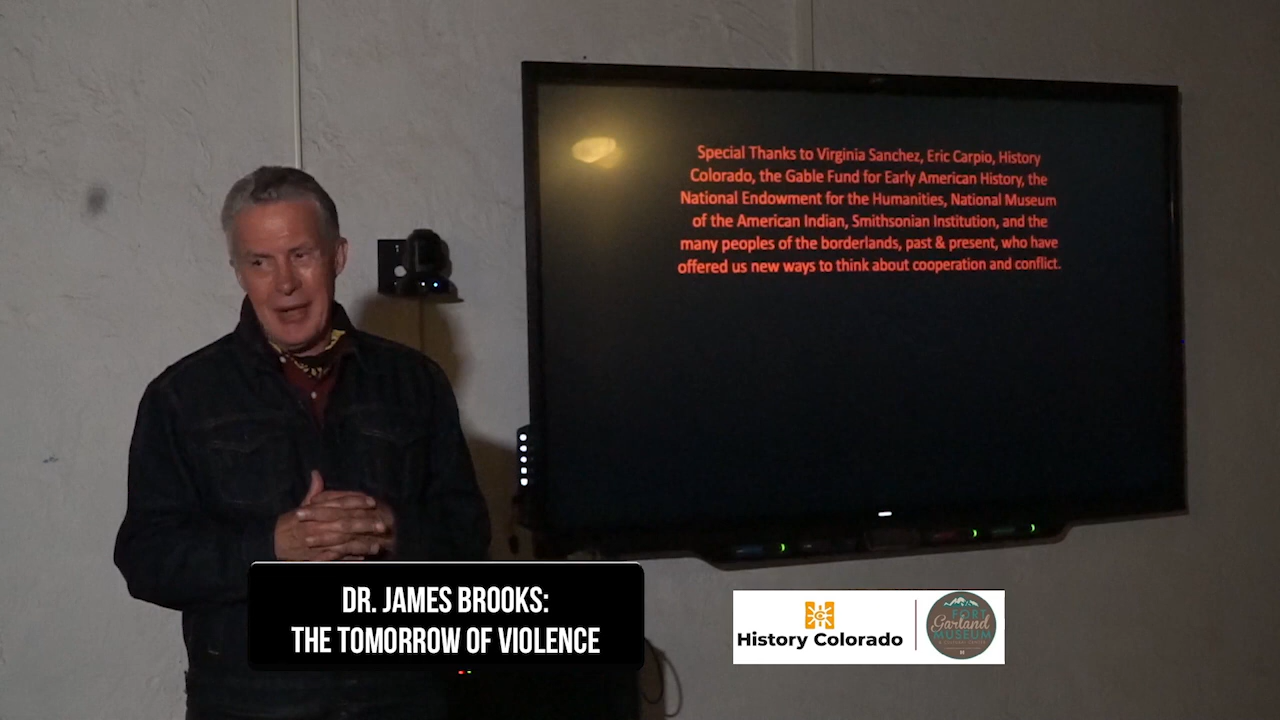 Special Thanks to Virginia Sanchez, Eric Carpio, History
Colorado, the Gable Fund for Early American History, the
National Endowment for the Humanities, National Museum
of the American Indian, Smithsonian Institution, and the
many peoples of the borderlands, past & present, who have
offered us new ways to think about cooperation and conflict.
DR. JAMES BROOKS:
THE TOMORROW OF VIOLENCE
History Colorado
FORT
Garland
MUSEUM